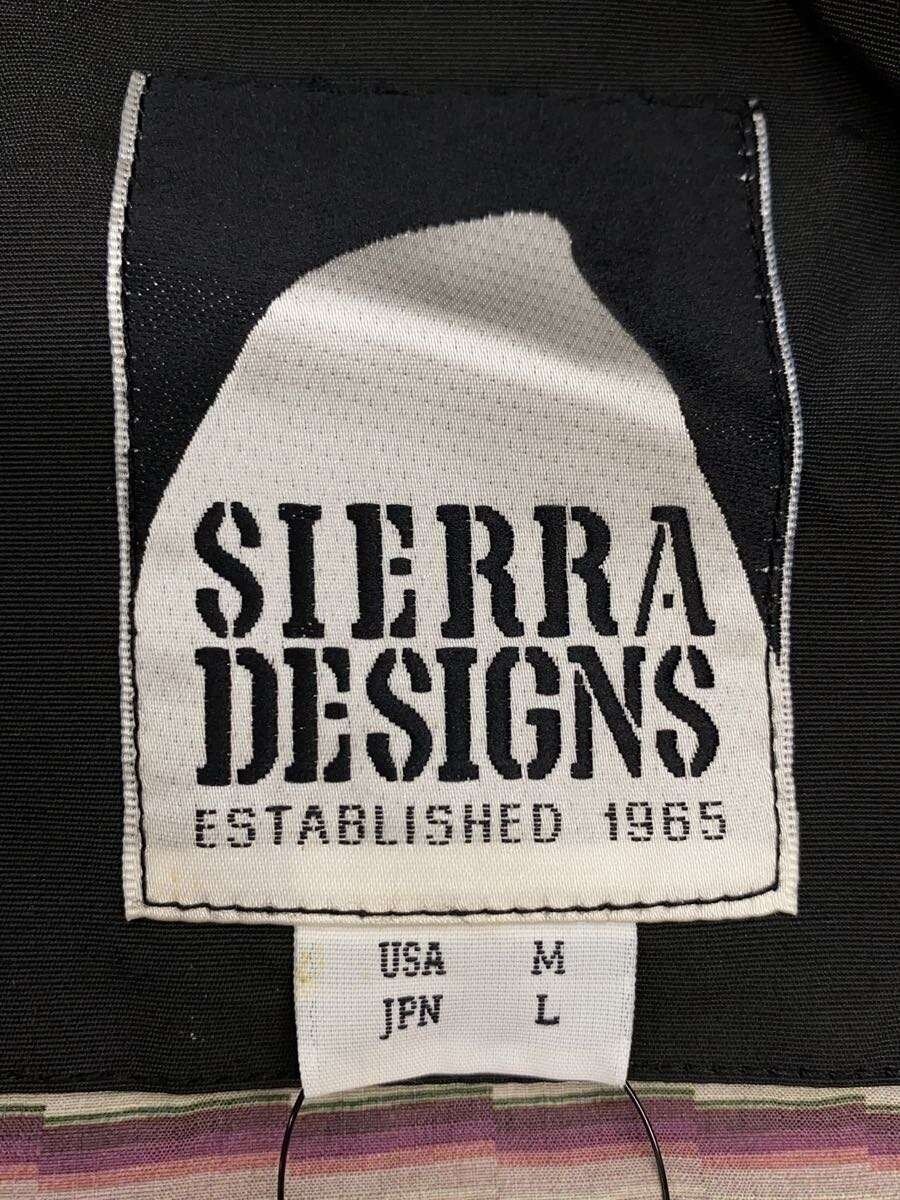 SIERRA
DESIGNS
ESTABLISHED 1965
USA M
JPN L